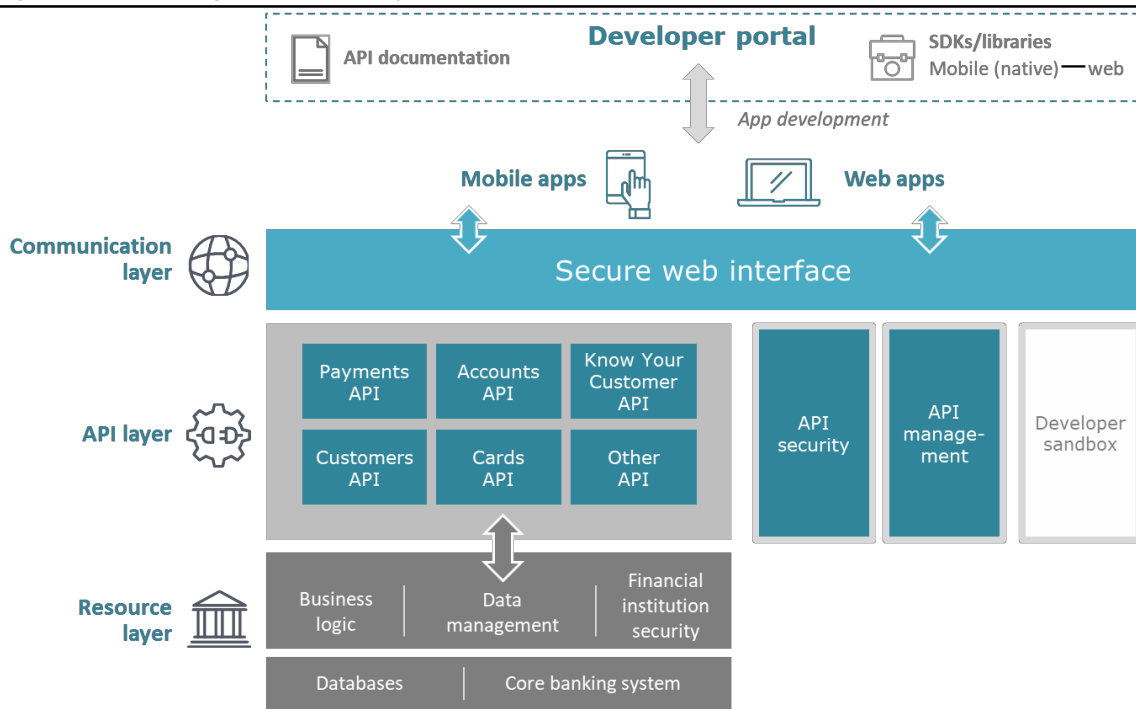 Developer portal
API documentation
SDKs/libraries
Mobile (native) — web
App development
Mobile apps
Web apps
Communication
layer
Secure web interface
API layer
Payments
API
Accounts
API
Know Your
Customer
API
Customers
API
Cards
API
Other
API
API
security
API
manage-
ment
Developer
sandbox
Resource
layer
Business
logic
Data
management
Financial
institution
security
Databases
Core banking system